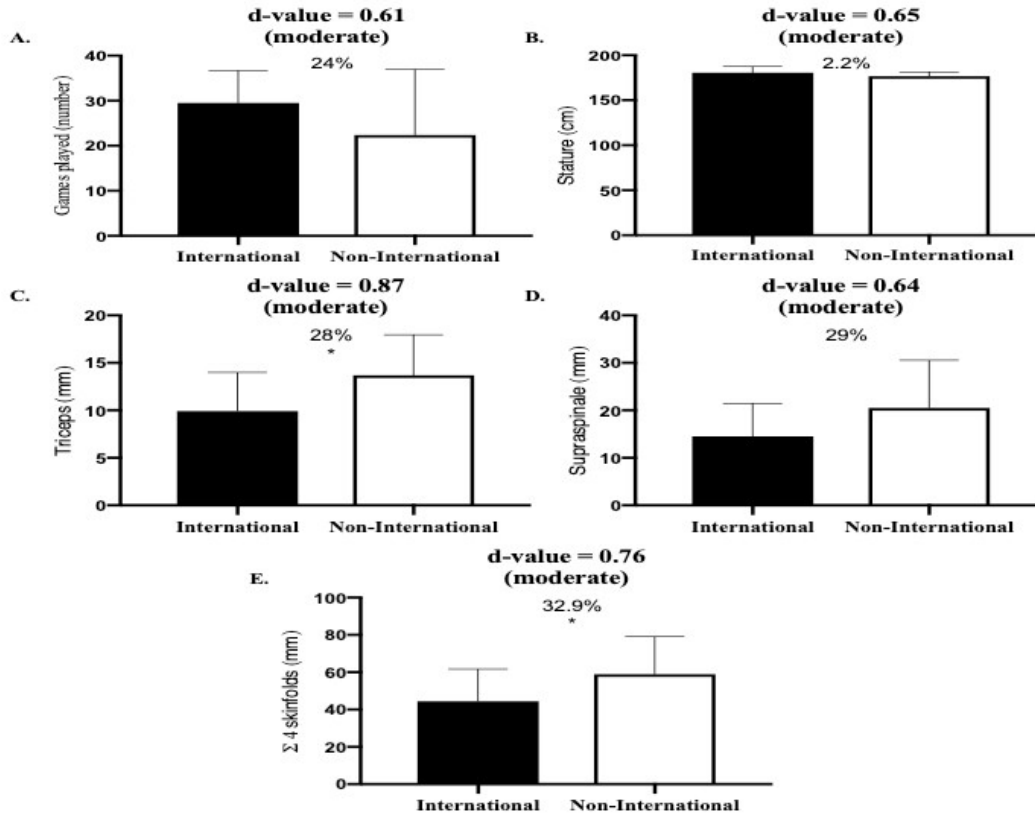 A.
d-value = 0.61
(moderate)
24%
Games played (number)
40
30
20
10
0
International Non-International
B.
d-value = 0.65
(moderate)
2.2%
Stature (cm)
200
150
100
50
0
International Non-International
C.
d-value = 0.87
(moderate)
28%
*
Triceps (mm)
20
15
10
5
0
International Non-International
D.
d-value = 0.64
(moderate)
29%
Supraspinale (mm)
40
30
20
10
0
International Non-International
E.
d-value = 0.76
(moderate)
32.9%
*
Σ 4 skinfolds (mm)
100
80
60
40
20
0
International Non-International